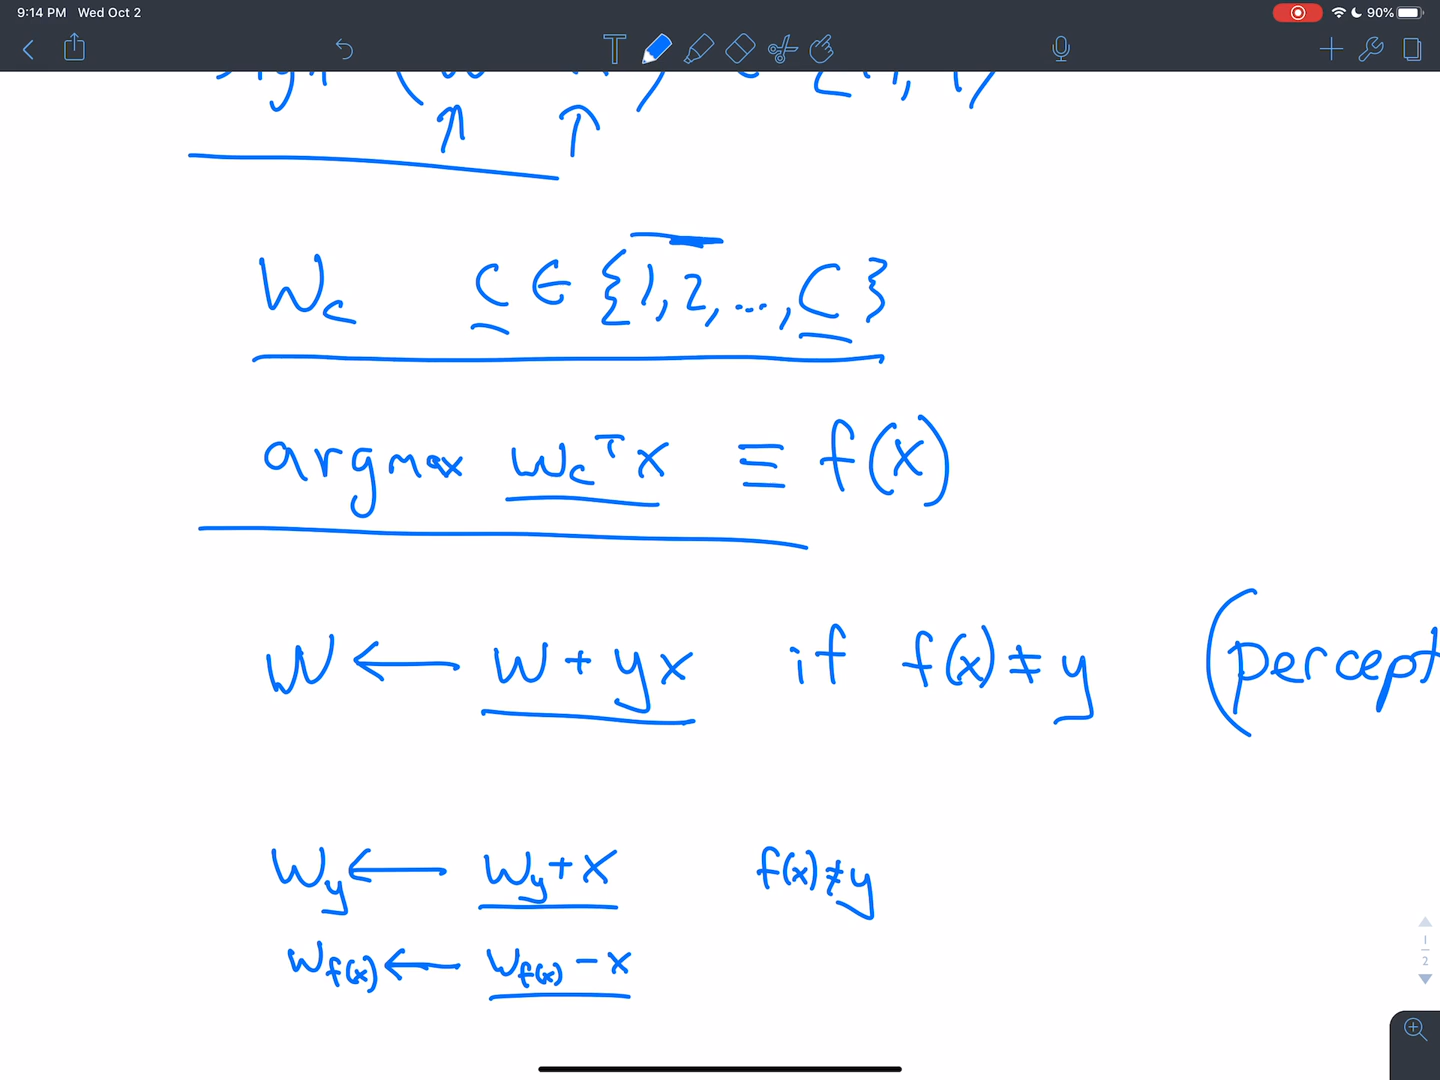 9:14 PM Wed Oct 2 90%
T
W_c c ∈ {1, 2, ..., C}
argmax w_c^T x ≡ f(x)
W ← w + yx if f(x) ≠ y (percept
W_y ← W_y + x f(x) ≠ y
W_f(x) ← W_f(x) - x
1
2